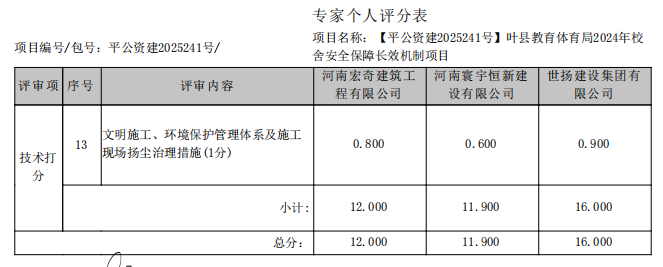 专家个人评分表
项目编号/包号: 平公资建2025241号/
项目名称: 【平公资建2025241号】叶县教育体育局2024年校
舍安全保障长效机制项目
评审项 序号 评审内容 河南宏奇建筑工程有限公司 河南寰宇恒新建设有限公司 世扬建设集团有限公司
技术打分 13 文明施工、环境保护管理体系及施工现场扬尘治理措施(1分) 0.800 0.600 0.900
小计: 12.000 11.900 16.000
总分: 12.000 11.900 16.000